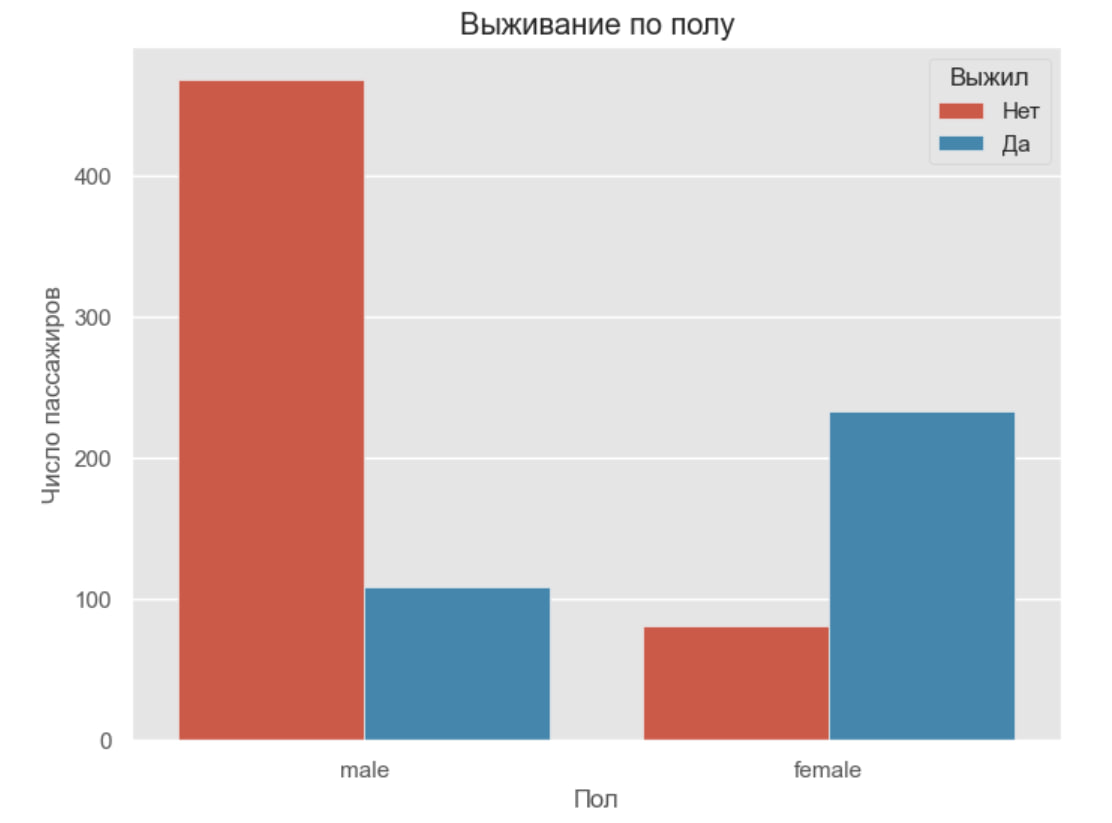 Выживание по полу
Выжил
Нет
Да
Число пассажиров
400
300
200
100
0
male
female
Пол